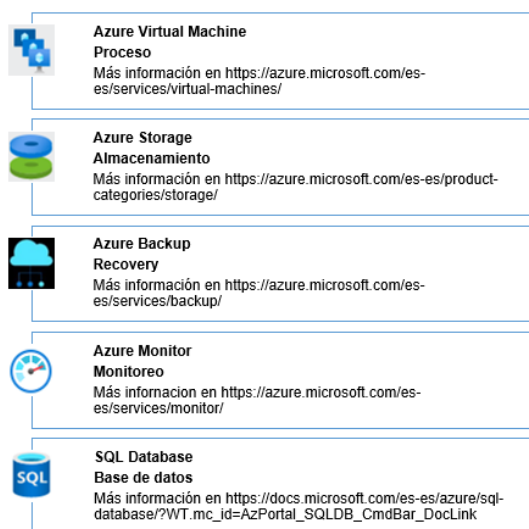 Azure Virtual Machine
Proceso
Más información en https://azure.microsoft.com/es-
es/services/virtual-machines/
Azure Storage
Almacenamiento
Más información en https://azure.microsoft.com/es-es/product-
categories/storage/
Azure Backup
Recovery
Más información en https://azure.microsoft.com/es-
es/services/backup/
Azure Monitor
Monitoreo
Más infornacion en https://azure.microsoft.com/es-
es/services/monitor/
SQL
SQL Database
Base de datos
Más información en https://docs.microsoft.com/es-es/azure/sql-
database/?WT.mc_id=AzPortal_SQLDB_CmdBar_DocLink